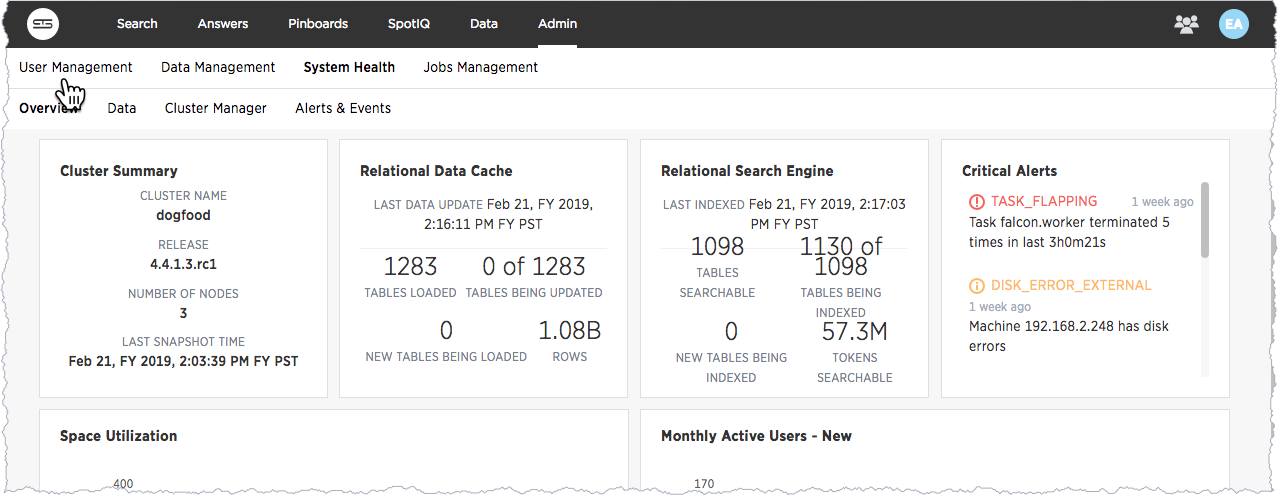 Search Answers Pinboards SpotIQ Data Admin EA
User Management Data Management System Health Jobs Management
Overview Data Cluster Manager Alerts & Events
Cluster Summary
CLUSTER NAME
dogfood
RELEASE
4.4.1.3.rc1
NUMBER OF NODES
3
LAST SNAPSHOT TIME
Feb 21, FY 2019, 2:03:39 PM FY PST
Relational Data Cache
LAST DATA UPDATE Feb 21, FY 2019,
2:16:11 PM FY PST
1283 0 of 1283
TABLES LOADED TABLES BEING UPDATED
0 1.08B
NEW TABLES BEING LOADED ROWS
Relational Search Engine
LAST INDEXED Feb 21, FY 2019, 2:17:03
PM FY PST
1098 1130 of
1098
TABLES
SEARCHABLE
TABLES BEING
INDEXED
0 57.3M
NEW TABLES BEING
INDEXED
TOKENS
SEARCHABLE
Critical Alerts
TASK_FLAPPING 1 week ago
Task falcon.worker terminated 5
times in last 3h0m21s
DISK_ERROR_EXTERNAL
1 week ago
Machine 192.168.2.248 has disk
errors
Space Utilization
400
Monthly Active Users - New
170